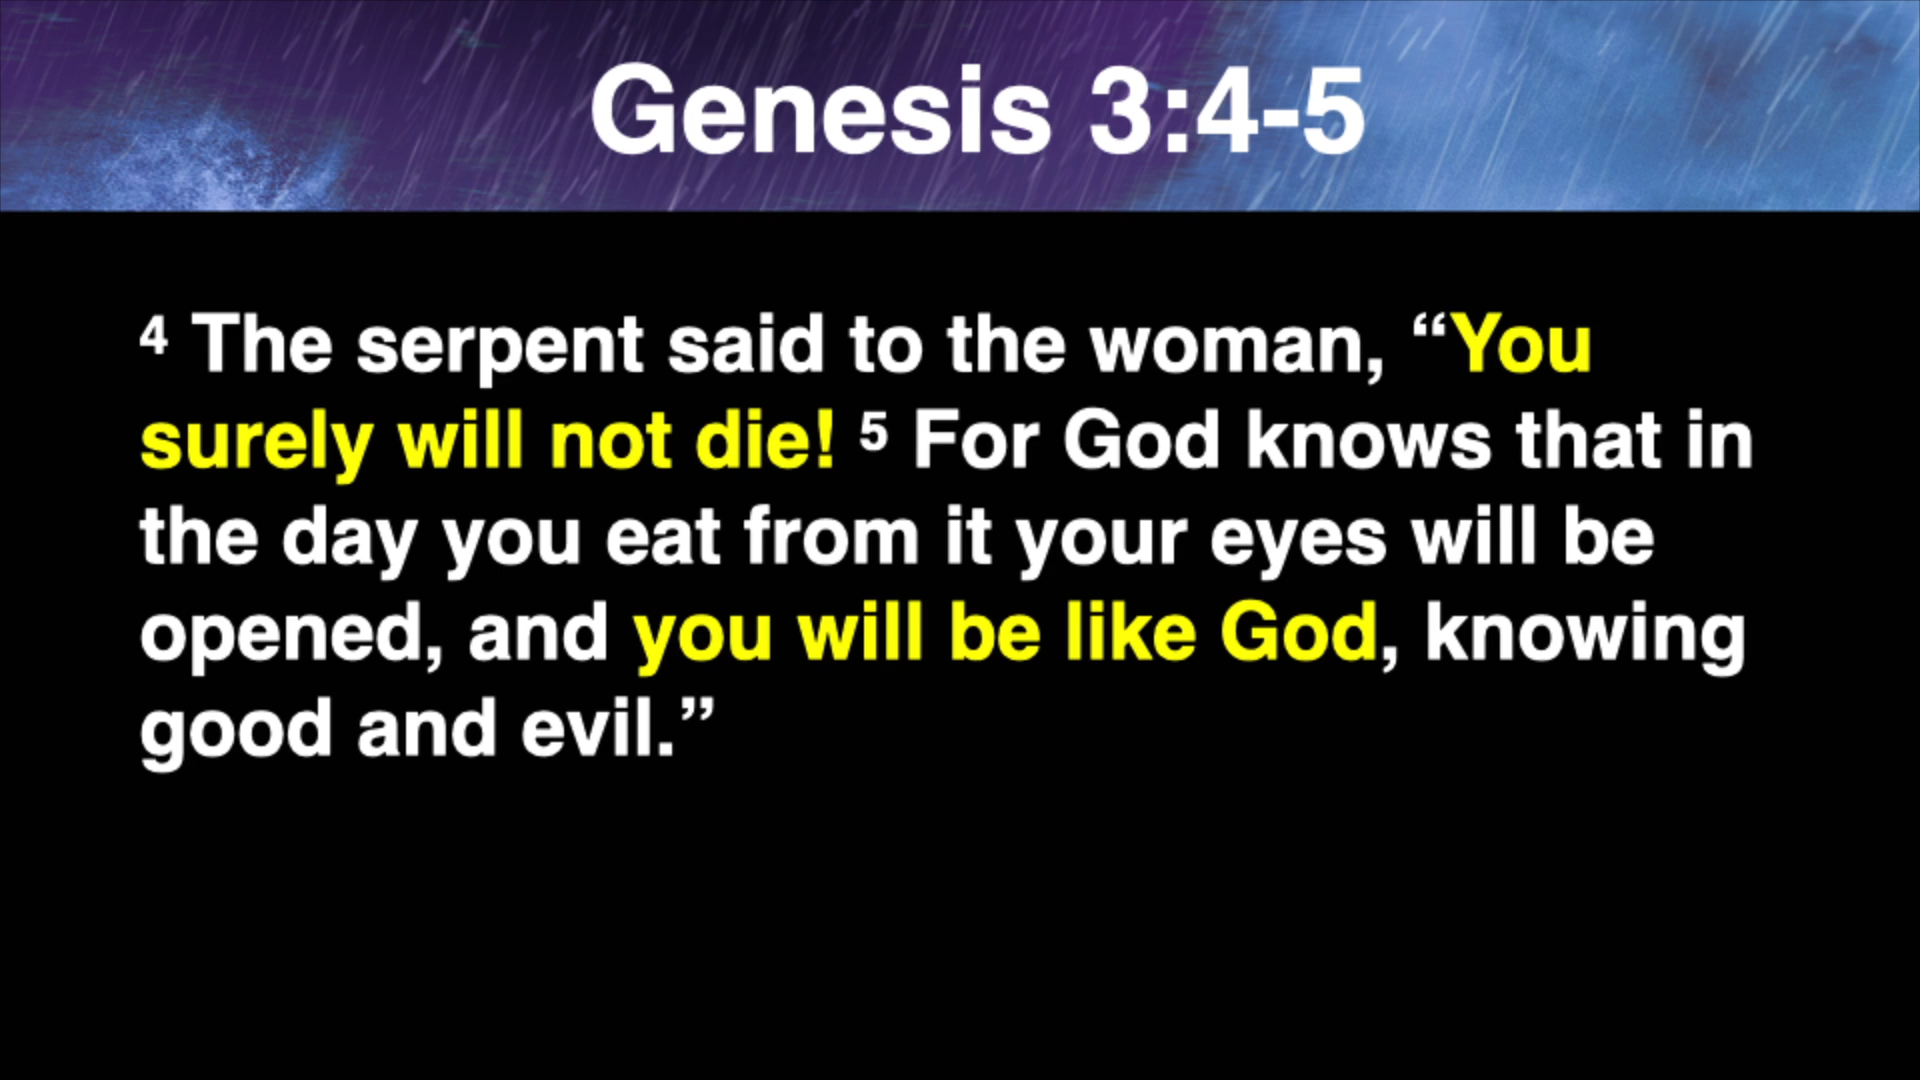 Genesis 3:4-5
4 The serpent said to the woman, “You
surely will not die! 5 For God knows that in
the day you eat from it your eyes will be
opened, and you will be like God, knowing
good and evil.”